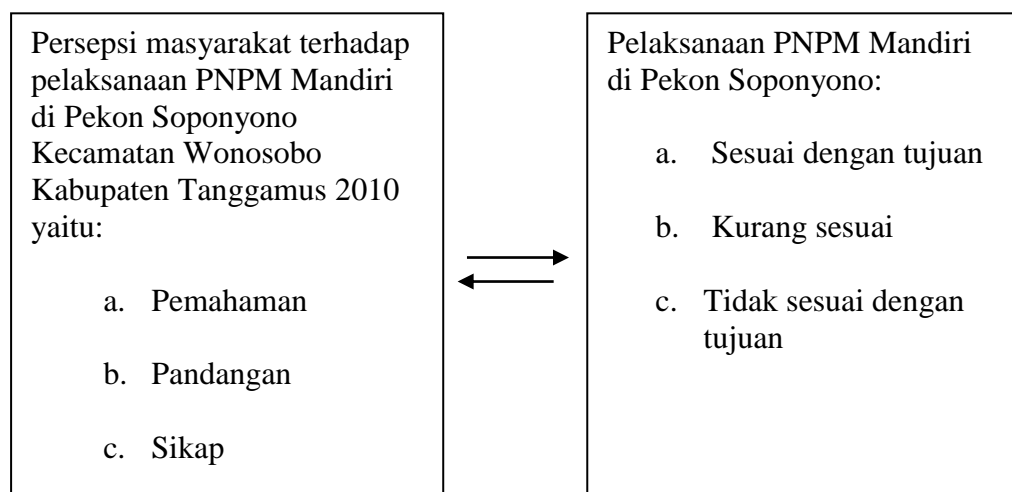 Persepsi masyarakat terhadap
pelaksanaan PNPM Mandiri
di Pekon Soponyono
Kecamatan Wonosobo
Kabupaten Tanggamus 2010
yaitu:
a. Pemahaman
b. Pandangan
c. Sikap
Pelaksanaan PNPM Mandiri
di Pekon Soponyono:
a. Sesuai dengan tujuan
b. Kurang sesuai
c. Tidak sesuai dengan
tujuan